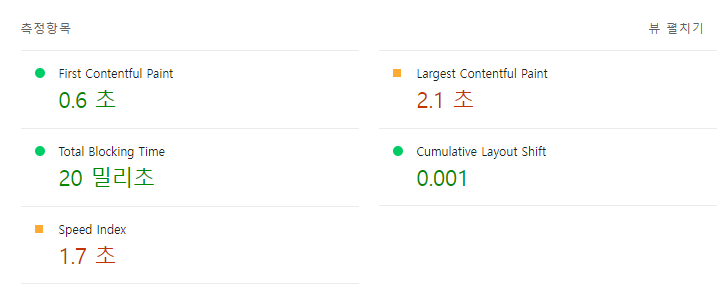 측정항목
뷰 펼치기
First Contentful Paint
0.6 초
Largest Contentful Paint
2.1 초
Total Blocking Time
20 밀리초
Cumulative Layout Shift
0.001
Speed Index
1.7 초